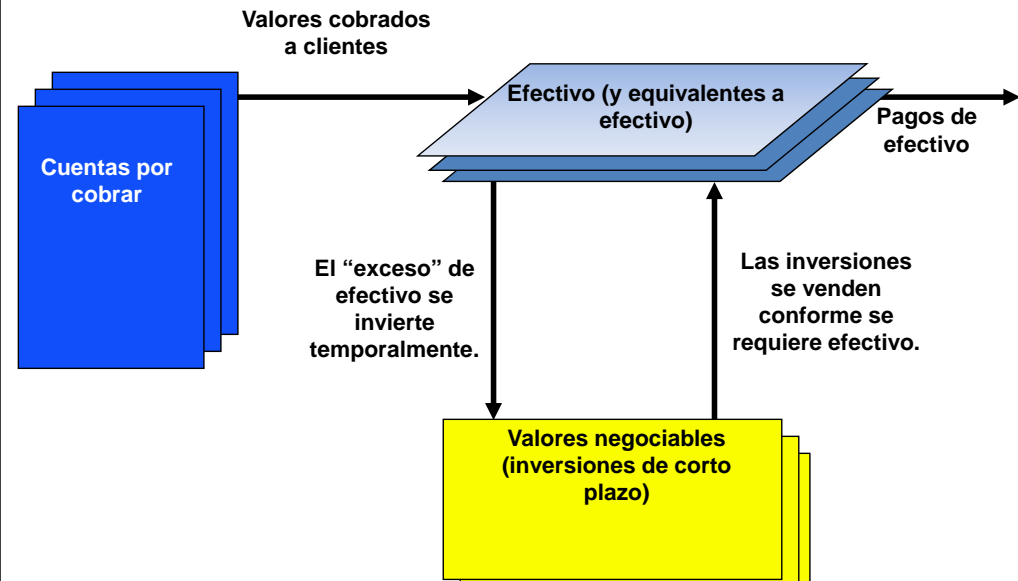 Valores cobrados
a clientes
Efectivo (y equivalentes a
efectivo)
Pagos de
efectivo
Cuentas por
cobrar
El “exceso” de
efectivo se
invierte
temporalmente.
Las inversiones
se venden
conforme se
requiere efectivo.
Valores negociables
(inversiones de corto
plazo)